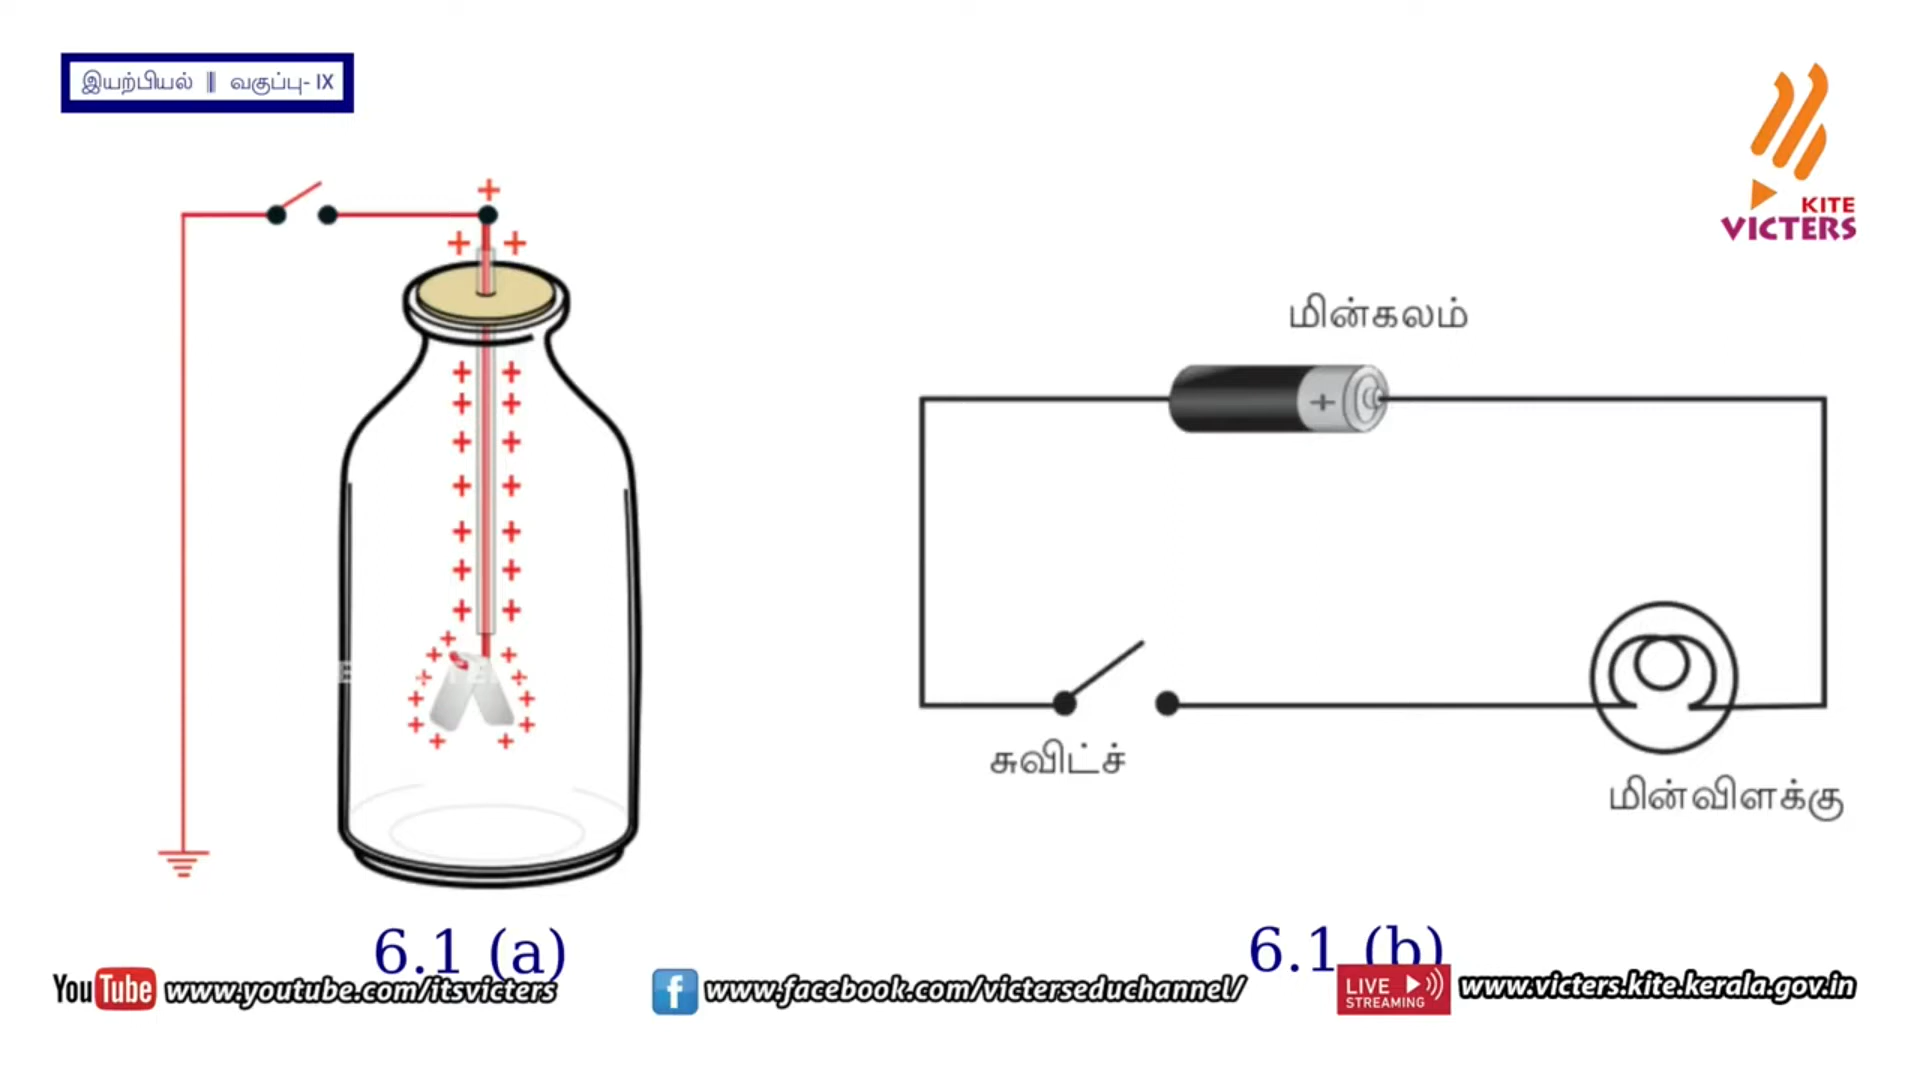 இயற்பியல் || வகுப்பு- IX
KITE
VICTERS
மின்கலம்
+
சுவிட்ச்
மின்விளக்கு
6.1 (a)
6.1 (b)
YouTube www.youtube.com/itsvicters
f www.facebook.com/victerseduchannel/
LIVE STREAMING www.victers.kite.kerala.gov.in